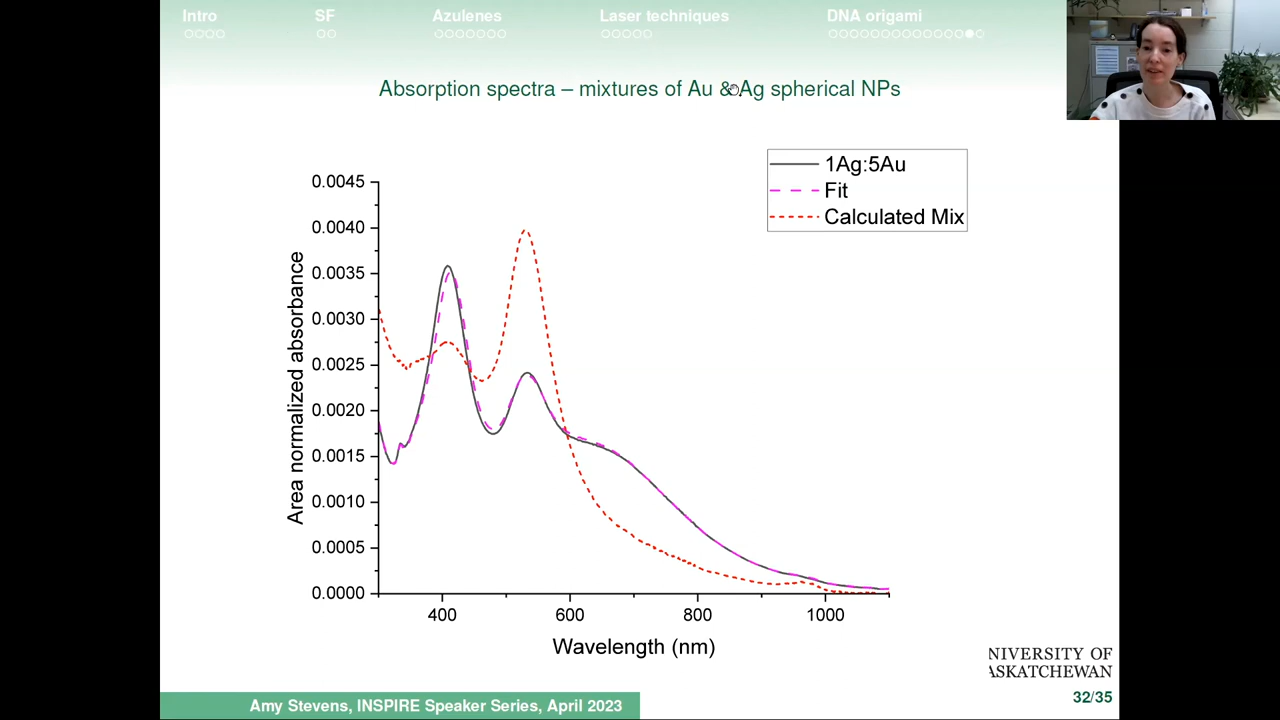 Intro SF Azulenes Laser techniques DNA origami
Absorption spectra – mixtures of Au & Ag spherical NPs
1Ag:5Au
Fit
Calculated Mix
Area normalized absorbance
0.0045
0.0040
0.0035
0.0030
0.0025
0.0020
0.0015
0.0010
0.0005
0.0000
400 600 800 1000
Wavelength (nm)
NIVERSITY OF
ASKATCHEWAN
32/35
Amy Stevens, INSPIRE Speaker Series, April 2023